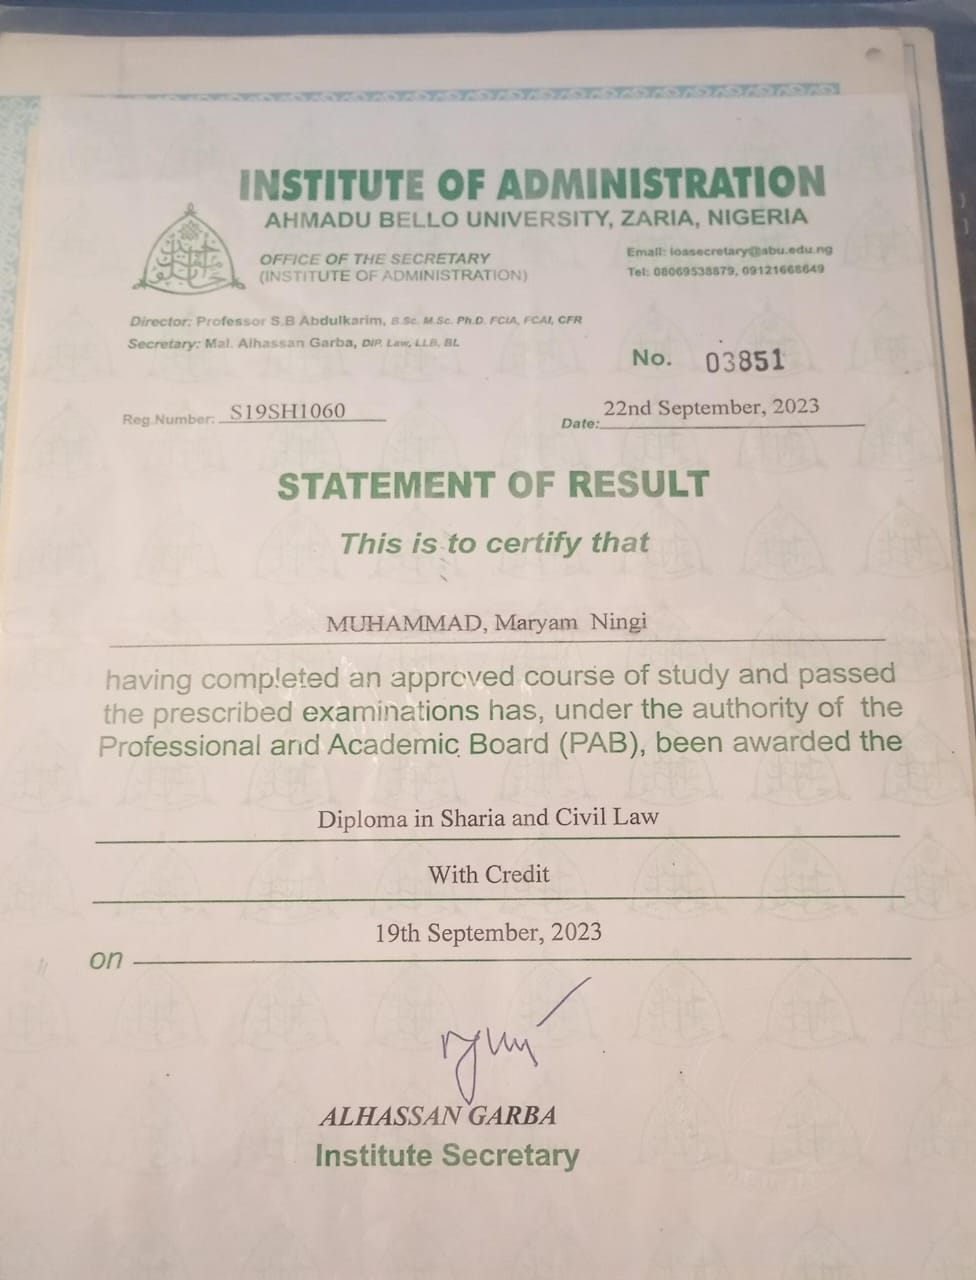 INSTITUTE OF ADMINISTRATION
AHMADU BELLO UNIVERSITY, ZARIA, NIGERIA
OFFICE OF THE SECRETARY
(INSTITUTE OF ADMINISTRATION)
Email: ioasecretary@abu.edu.ng
Tel: 08069538879, 09121668649
Director: Professor S.B Abdulkarim, B.Sc. M.Sc. Ph.D. FCIA, FCAI, CFR
Secretary: Mal. Alhassan Garba, DIP. Law, LLB, BL
No. 03851
Reg.Number: S19SH1060
Date: 22nd September, 2023
STATEMENT OF RESULT
This is to certify that
MUHAMMAD, Maryam Ningi
having completed an approved course of study and passed
the prescribed examinations has, under the authority of the
Professional and Academic Board (PAB), been awarded the
Diploma in Sharia and Civil Law
With Credit
19th September, 2023
on
ALHASSAN GARBA
Institute Secretary